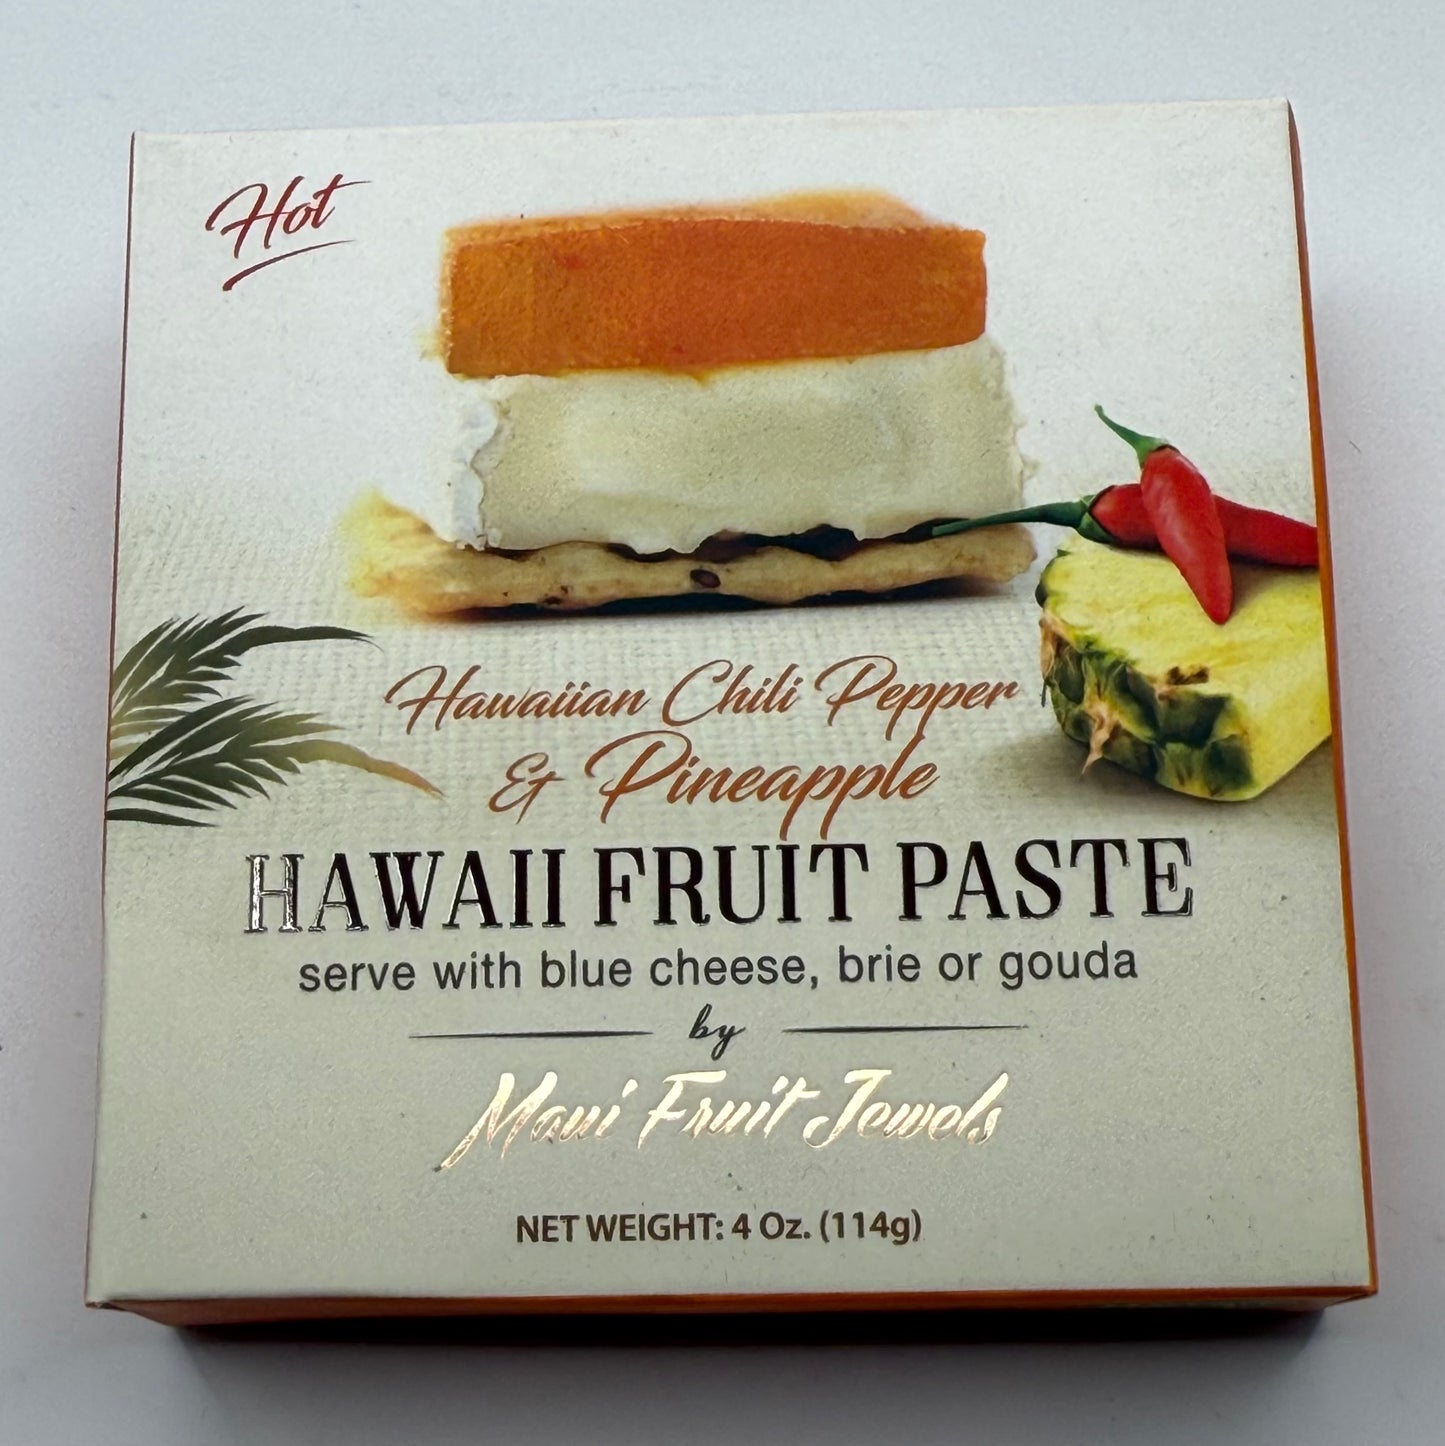 Hot
Hawaiian Chili Pepper
& Pineapple
HAWAII FRUIT PASTE
serve with blue cheese, brie or gouda
by
Maui Fruit Jewels
NET WEIGHT: 4 Oz. (114g)